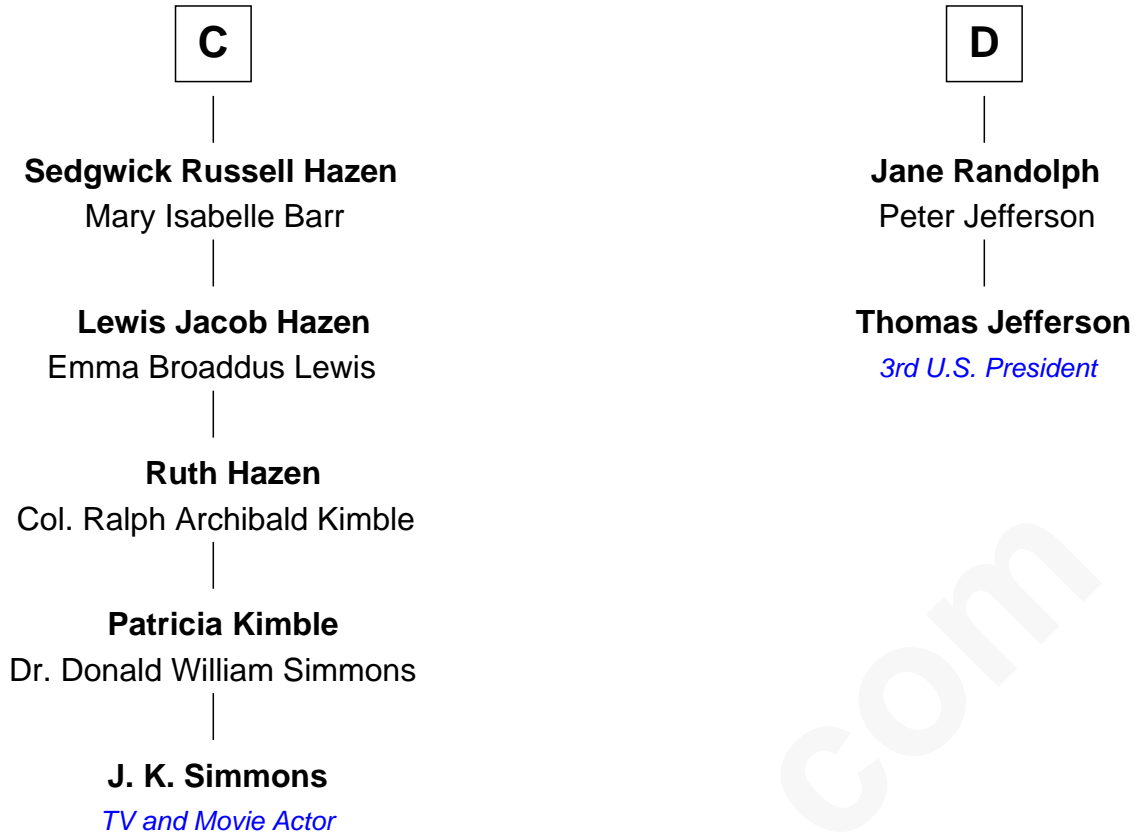 C
Sedgwick Russell Hazen
Mary Isabelle Barr
Lewis Jacob Hazen
Emma Broaddus Lewis
Ruth Hazen
Col. Ralph Archibald Kimble
Patricia Kimble
Dr. Donald William Simmons
J. K. Simmons
TV and Movie Actor
D
Jane Randolph
Peter Jefferson
Thomas Jefferson
3rd U.S. President
com